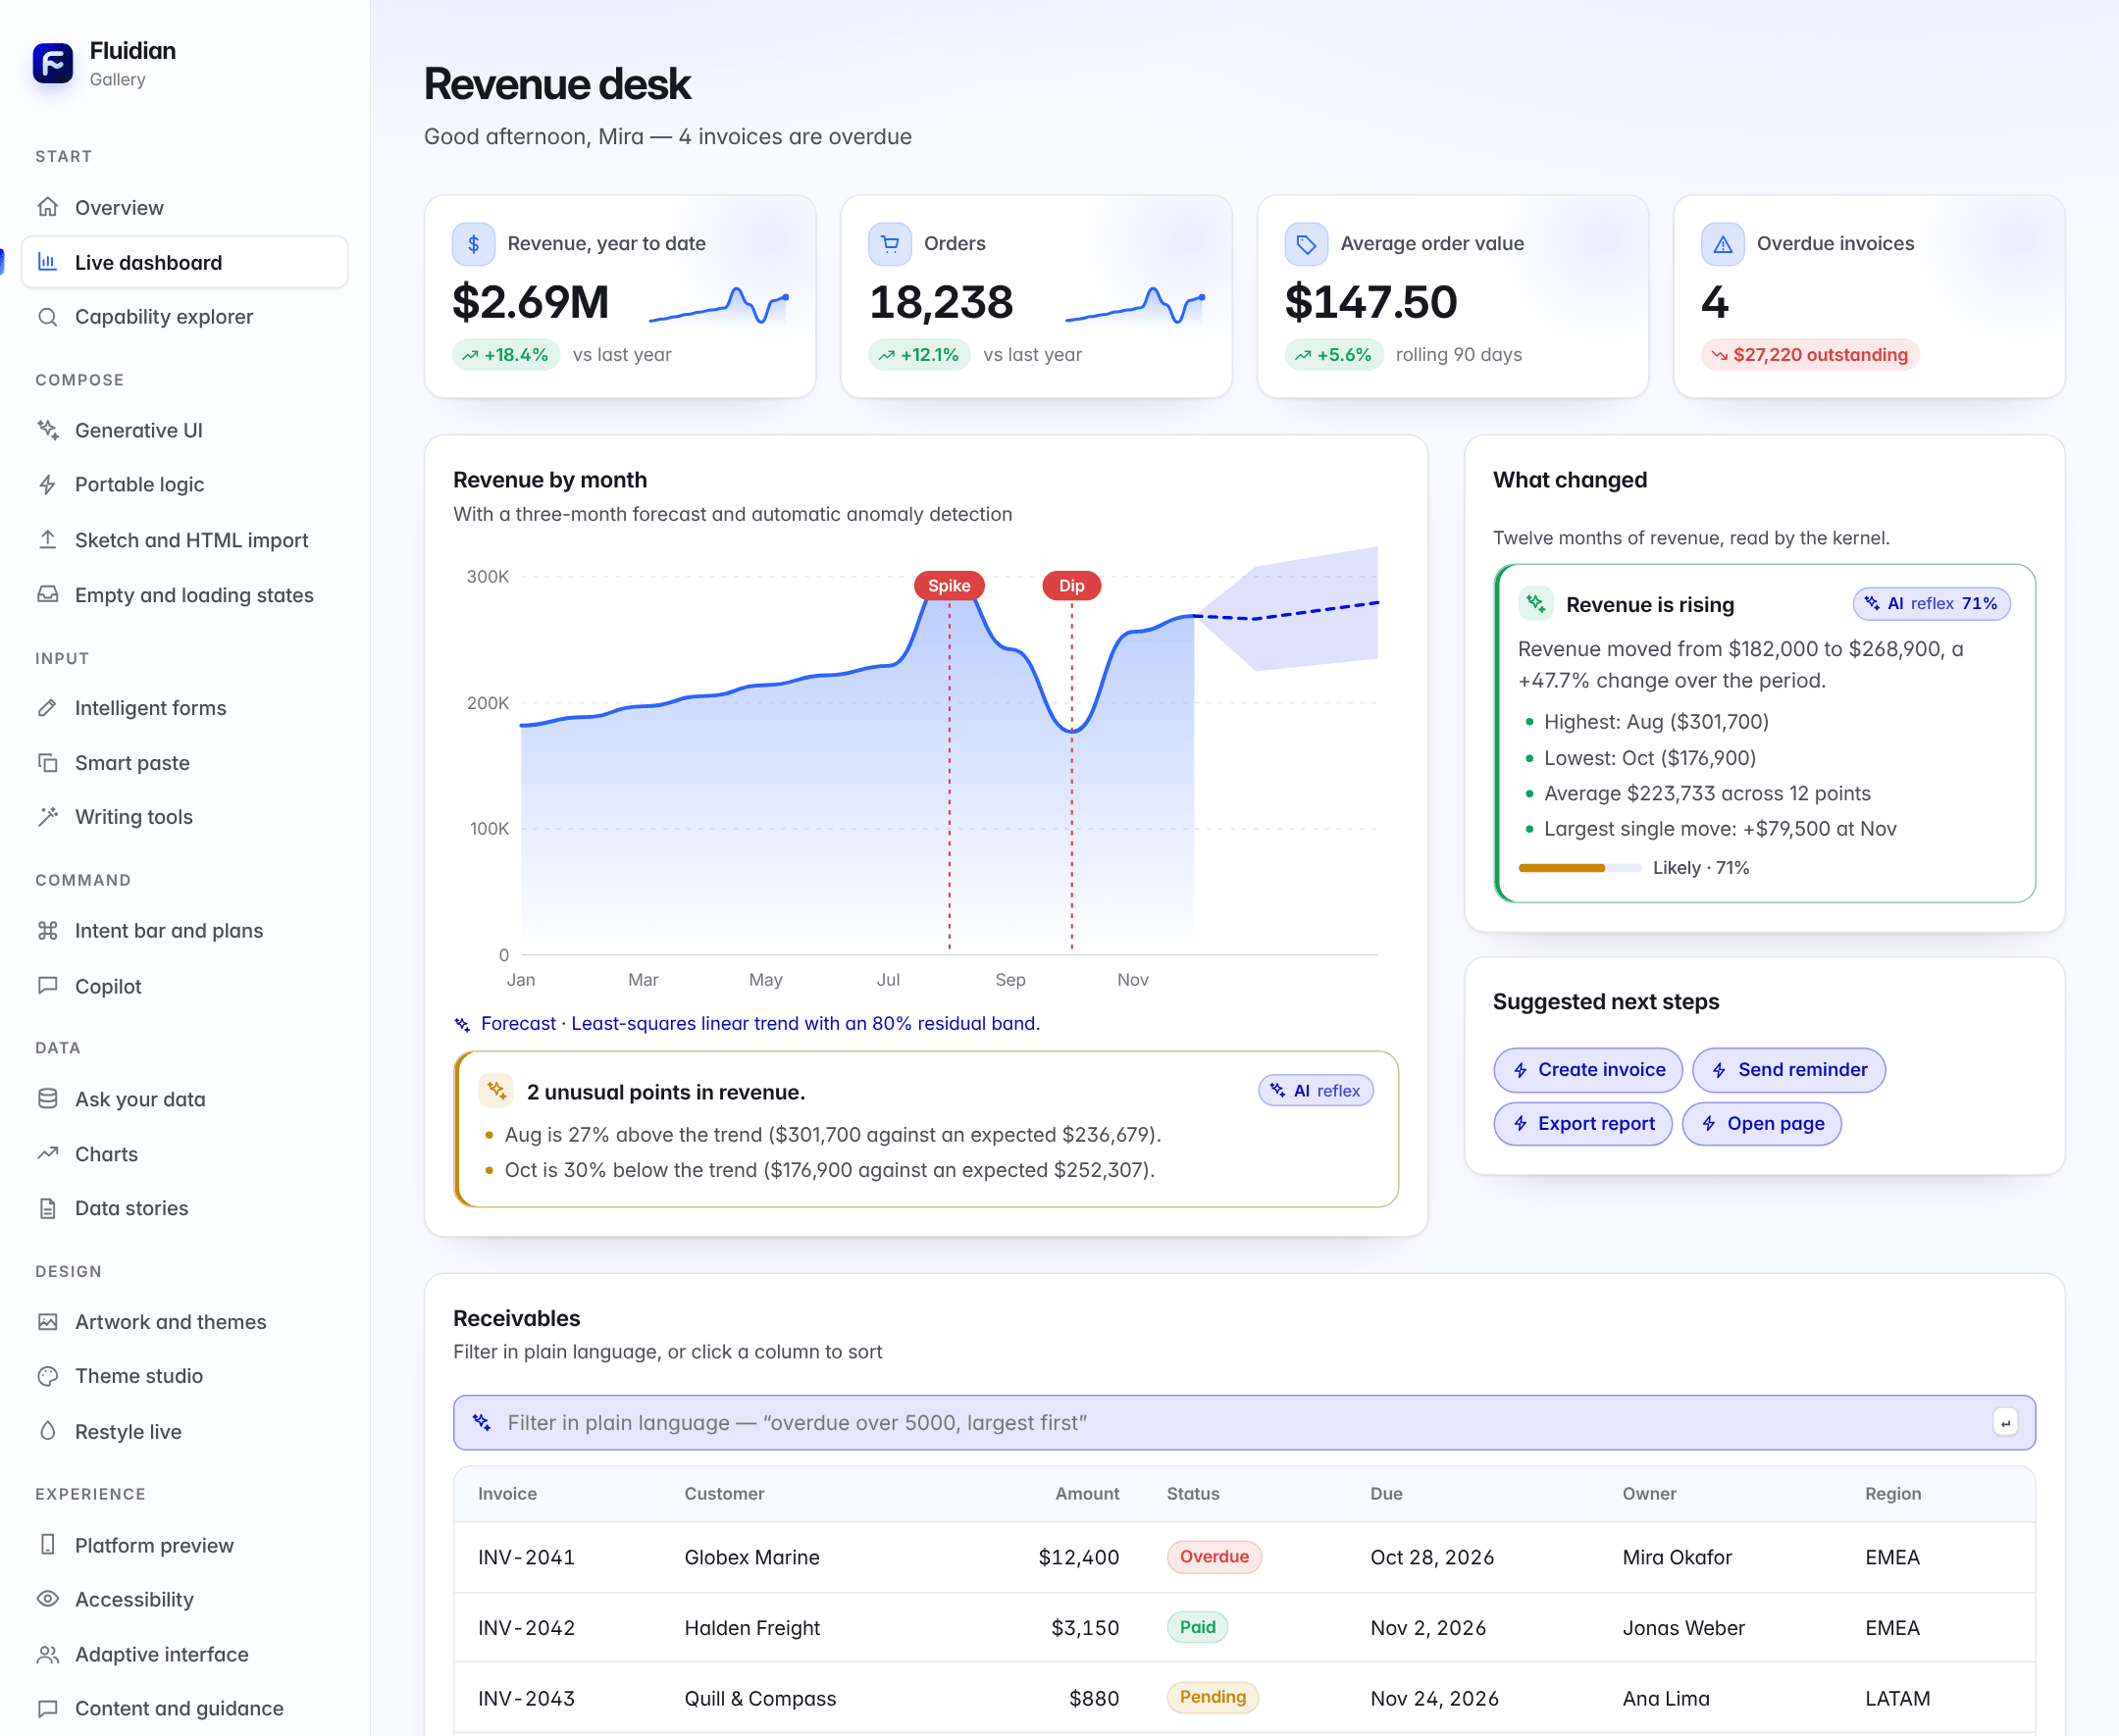 Fluidian
Gallery
START
Overview
Live dashboard
Capability explorer
COMPOSE
Generative UI
Portable logic
Sketch and HTML import
Empty and loading states
INPUT
Intelligent forms
Smart paste
Writing tools
COMMAND
Intent bar and plans
Copilot
DATA
Ask your data
Charts
Data stories
DESIGN
Artwork and themes
Theme studio
Restyle live
EXPERIENCE
Platform preview
Accessibility
Adaptive interface
Content and guidance
Revenue desk
Good afternoon, Mira — 4 invoices are overdue
Revenue, year to date
$2.69M
+18.4% vs last year
Orders
18,238
+12.1% vs last year
Average order value
$147.50
+5.6% rolling 90 days
Overdue invoices
4
$27,220 outstanding
Revenue by month
With a three-month forecast and automatic anomaly detection
300K
200K
100K
0
Spike
Dip
Jan Mar May Jul Sep Nov
Forecast · Least-squares linear trend with an 80% residual band.
2 unusual points in revenue.
AI reflex
Aug is 27% above the trend ($301,700 against an expected $236,679).
Oct is 30% below the trend ($176,900 against an expected $252,307).
What changed
Twelve months of revenue, read by the kernel.
Revenue is rising
AI reflex 71%
Revenue moved from $182,000 to $268,900, a
+47.7% change over the period.
Highest: Aug ($301,700)
Lowest: Oct ($176,900)
Average $223,733 across 12 points
Largest single move: +$79,500 at Nov
Likely · 71%
Suggested next steps
Create invoice
Send reminder
Export report
Open page
Receivables
Filter in plain language, or click a column to sort
Filter in plain language — “overdue over 5000, largest first” ↵
Invoice Customer Amount Status Due Owner Region
INV-2041 Globex Marine $12,400 Overdue Oct 28, 2026 Mira Okafor EMEA
INV-2042 Halden Freight $3,150 Paid Nov 2, 2026 Jonas Weber EMEA
INV-2043 Quill & Compass $880 Pending Nov 24, 2026 Ana Lima LATAM